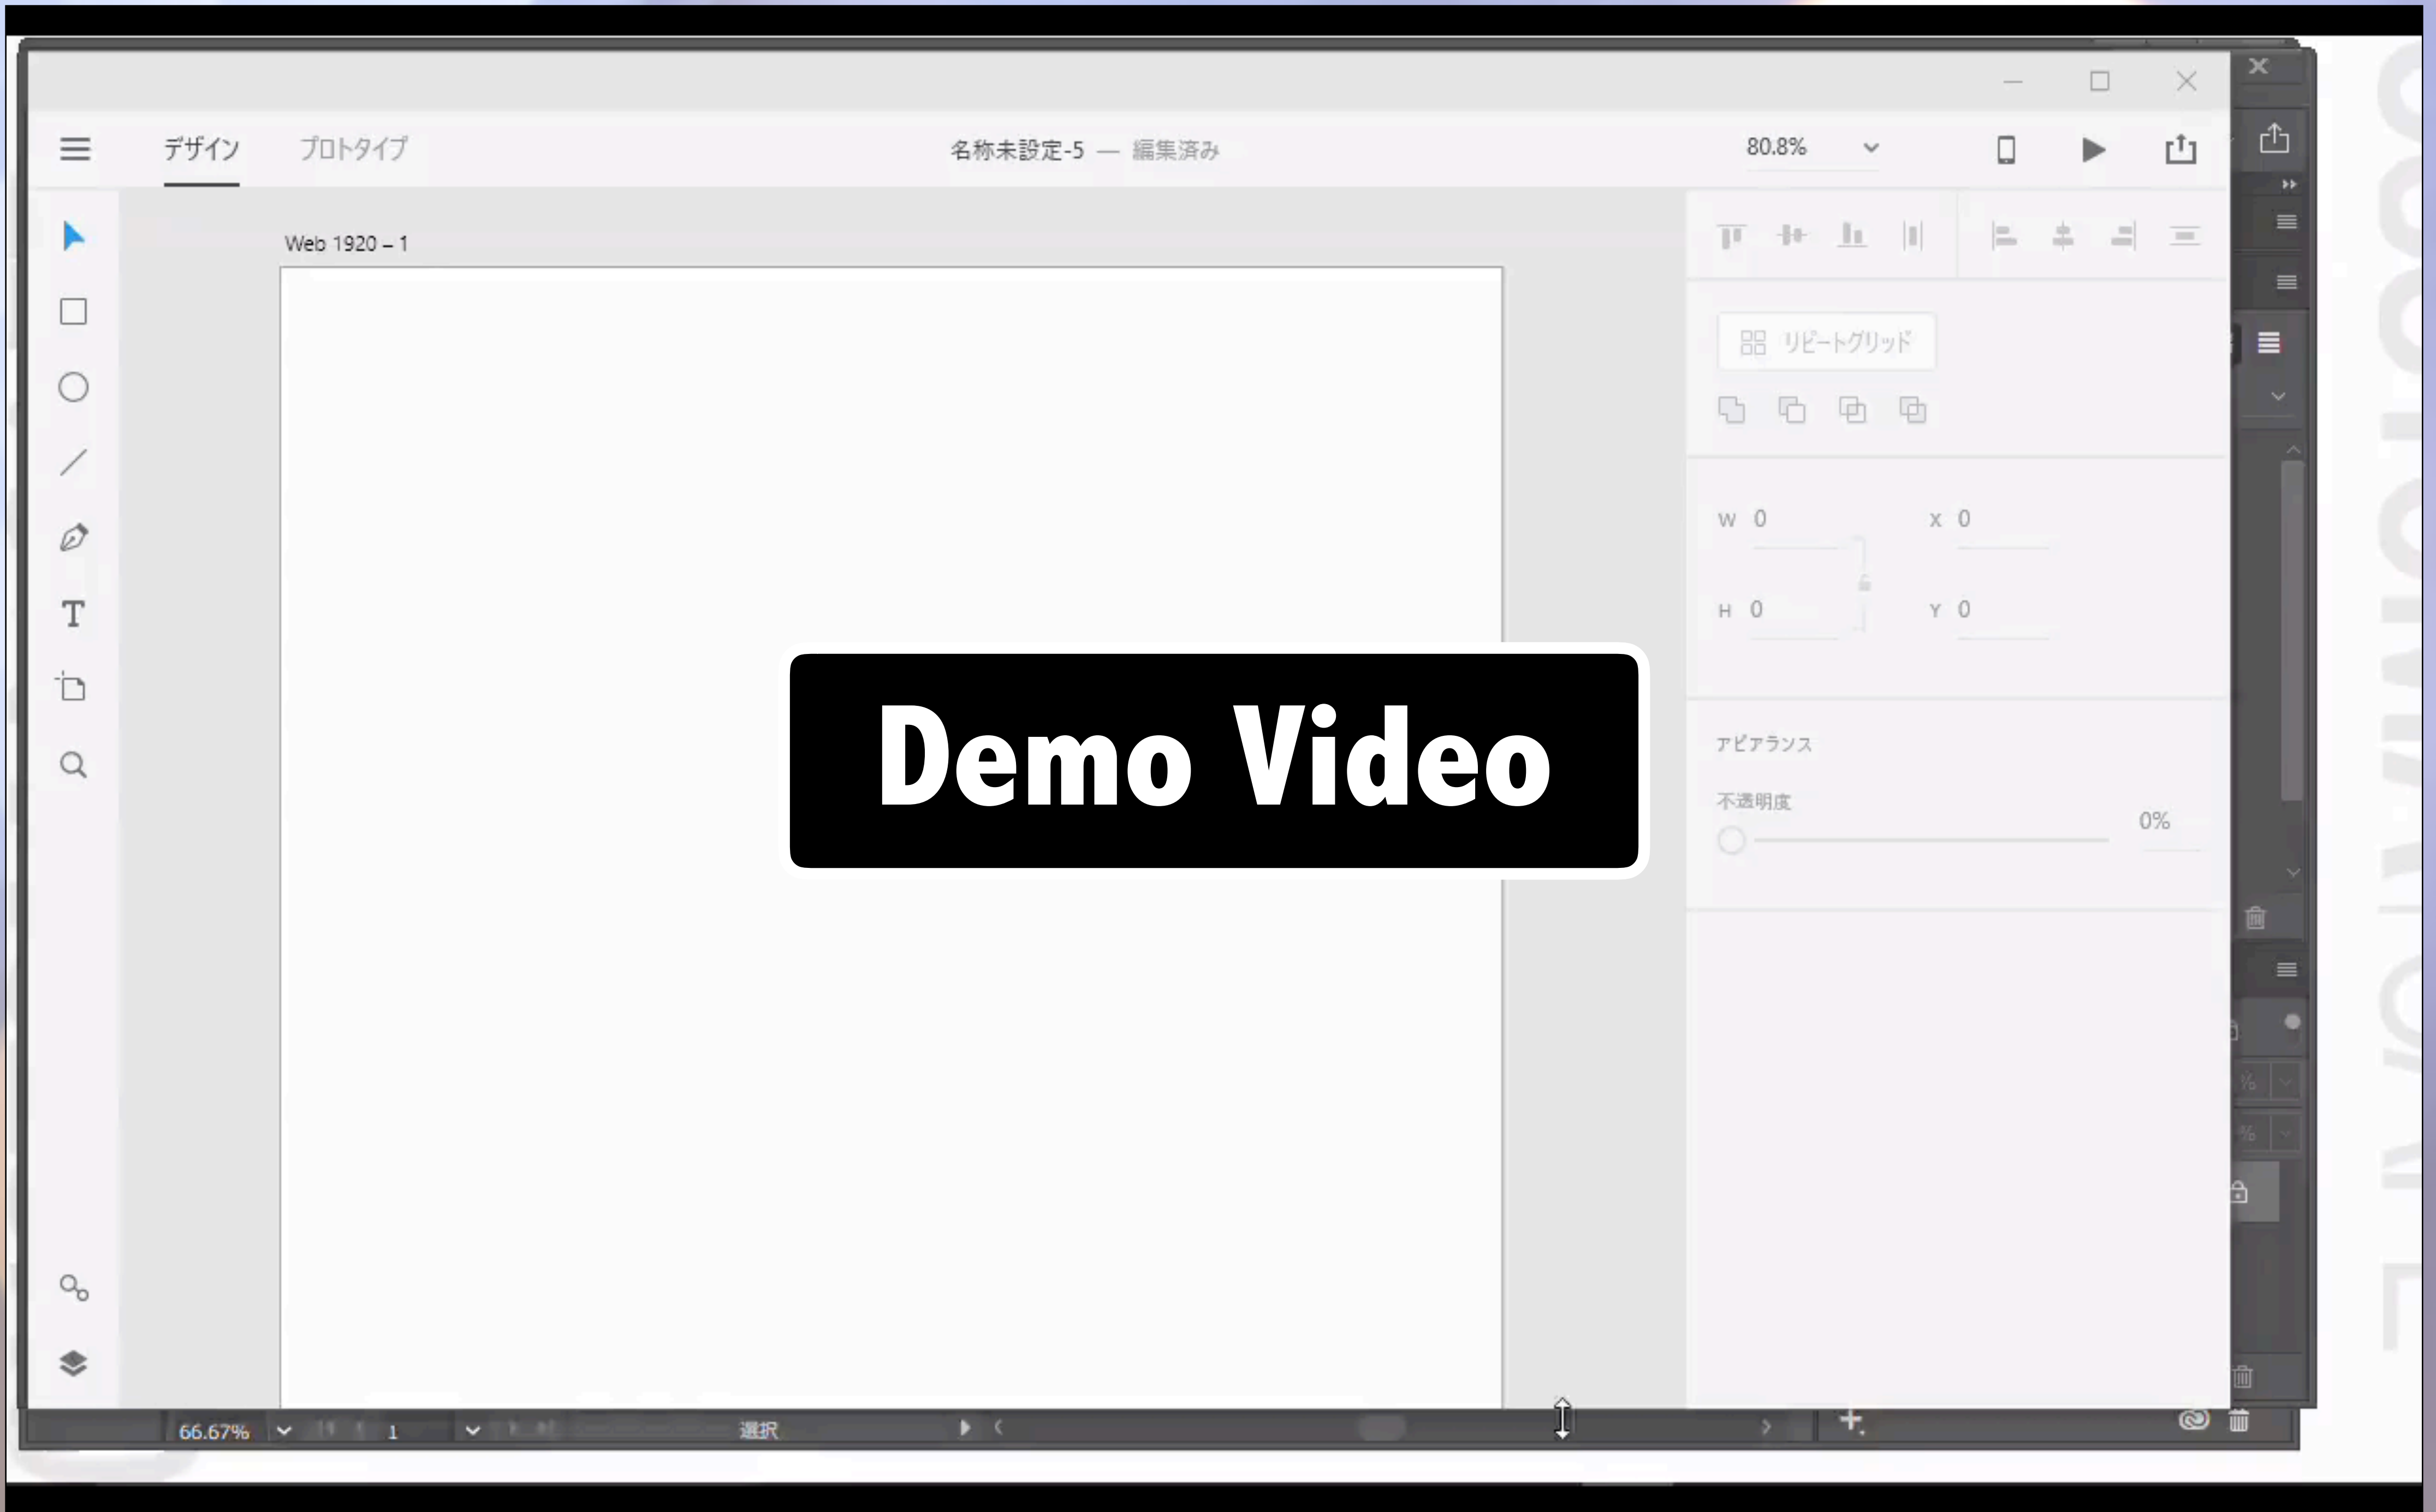 デザイン プロトタイプ 名称未設定-5 — 編集済み 80.8%
Web 1920 – 1
リピートグリッド
W 0 X 0
H 0 Y 0
Demo Video
アピアランス
不透明度
0%
%
%
66.67% 1 選択